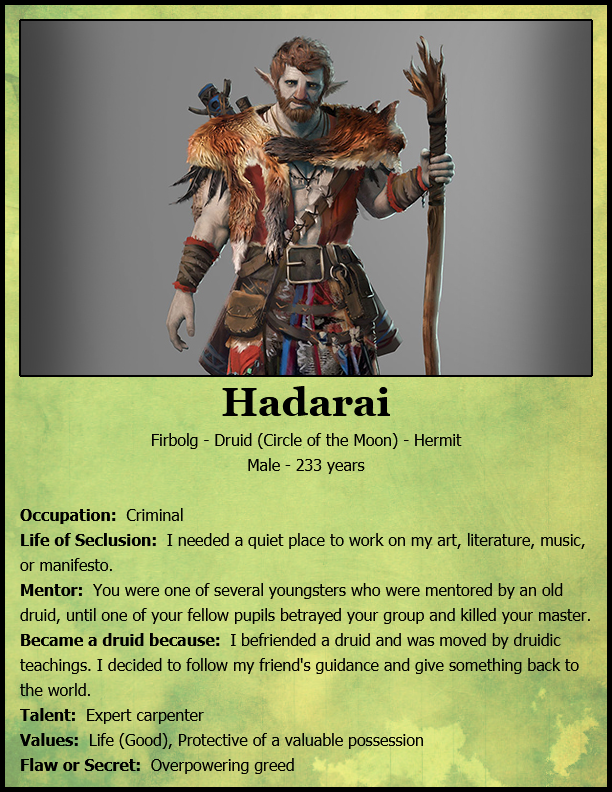 Hadarai
Firbolg - Druid (Circle of the Moon) - Hermit
Male - 233 years
Occupation: Criminal
Life of Seclusion: I needed a quiet place to work on my art, literature, music,
or manifesto.
Mentor: You were one of several youngsters who were mentored by an old
druid, until one of your fellow pupils betrayed your group and killed your master.
Became a druid because: I befriended a druid and was moved by druidic
teachings. I decided to follow my friend's guidance and give something back to
the world.
Talent: Expert carpenter
Values: Life (Good), Protective of a valuable possession
Flaw or Secret: Overpowering greed